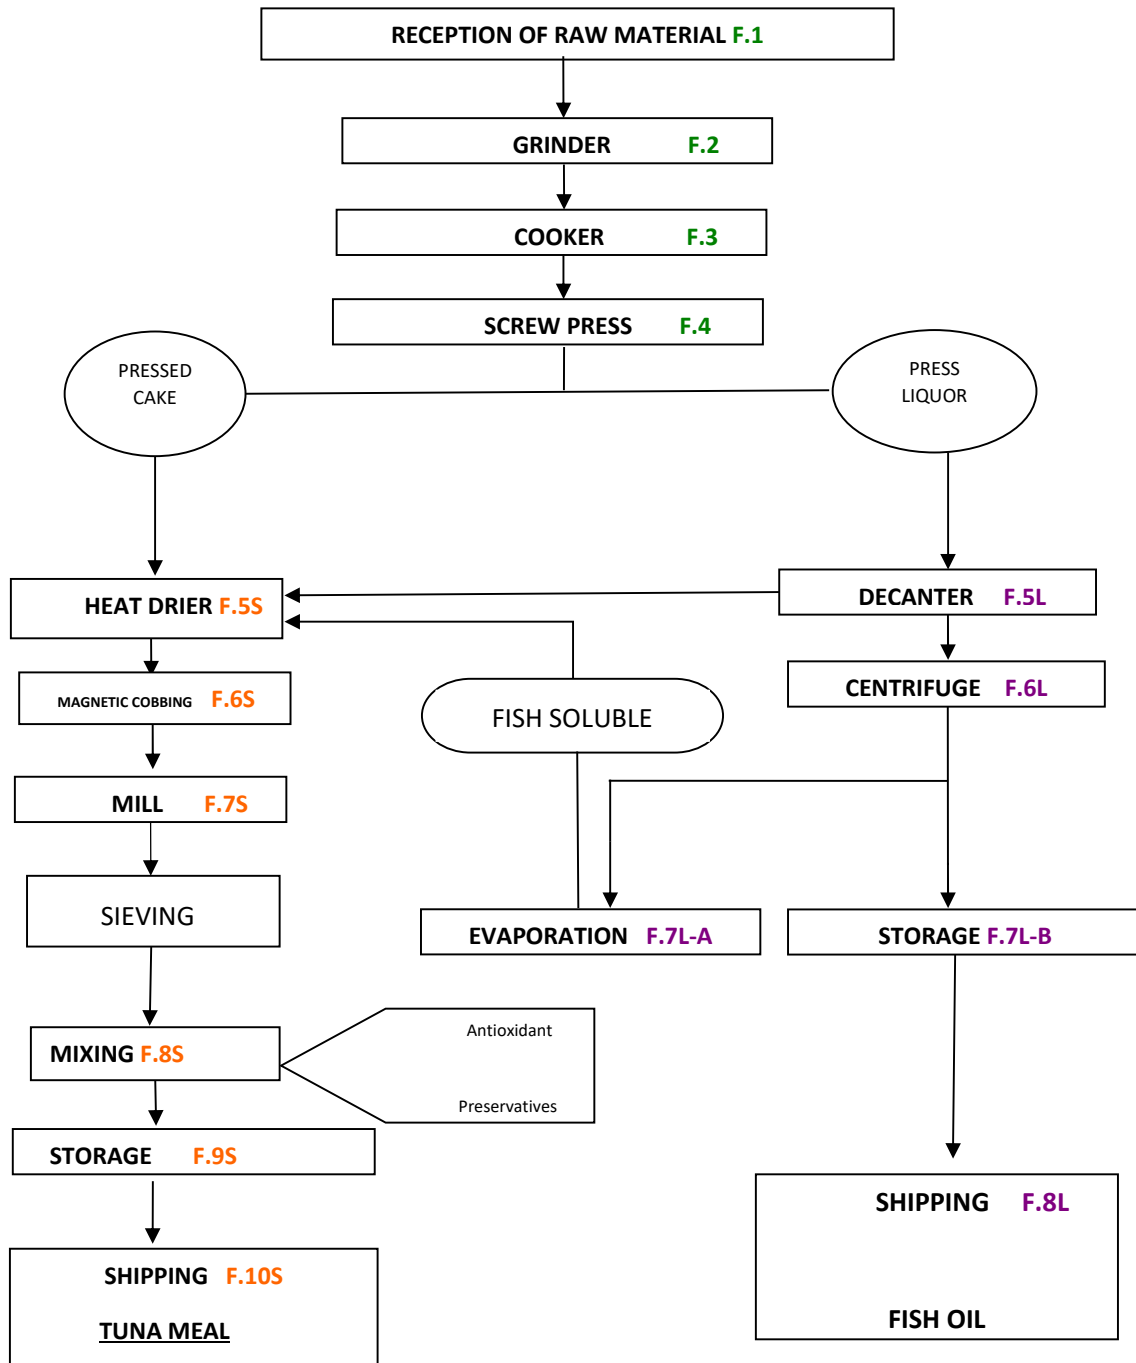 RECEPTION OF RAW MATERIAL F.1
GRINDER F.2
COOKER F.3
SCREW PRESS F.4
PRESSED
CAKE
PRESS
LIQUOR
HEAT DRIER F.5S
DECANTER F.5L
MAGNETIC COBBING F.6S
FISH SOLUBLE
CENTRIFUGE F.6L
MILL F.7S
SIEVING
EVAPORATION F.7L-A
STORAGE F.7L-B
MIXING F.8S
Antioxidant
Preservatives
STORAGE F.9S
SHIPPING F.8L
FISH OIL
SHIPPING F.10S
TUNA MEAL